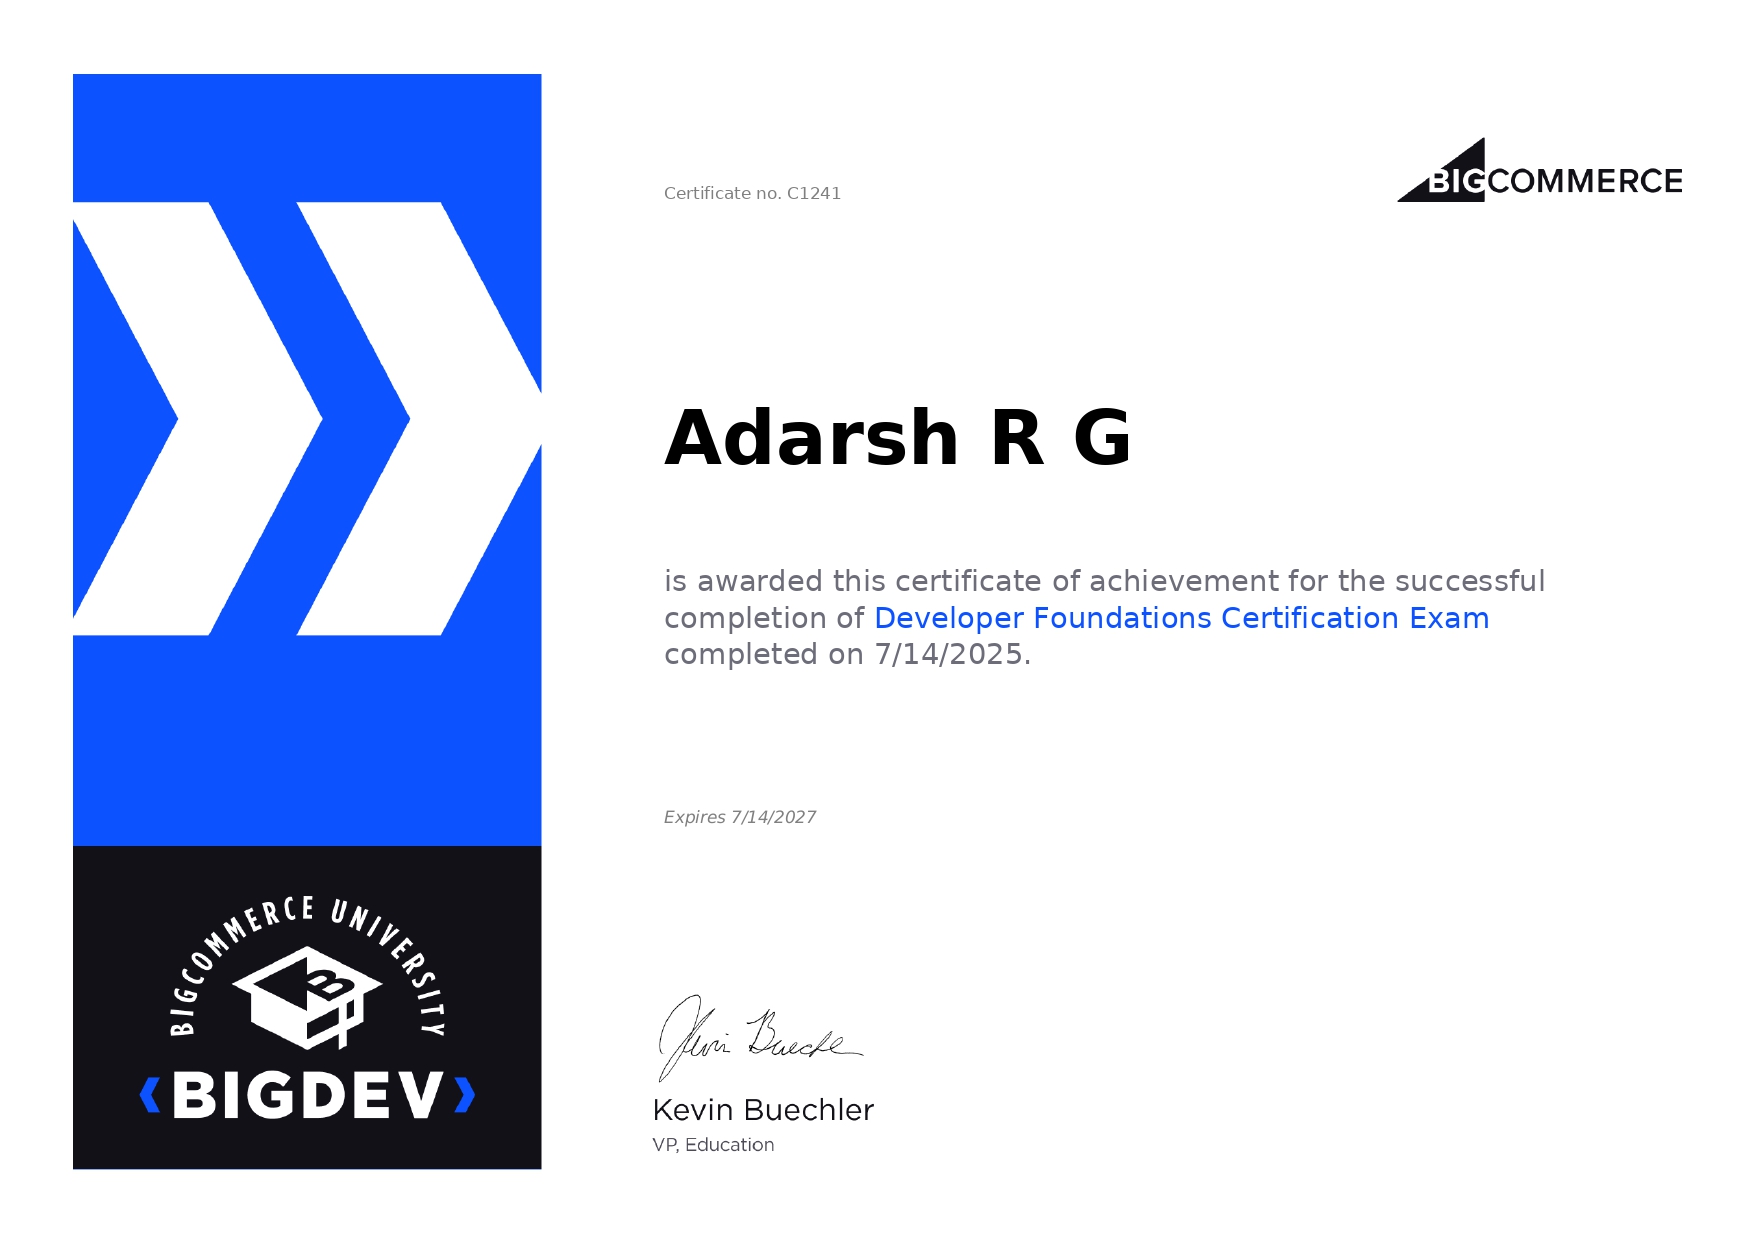 Certificate no. C1241
BIGCOMMERCE
Adarsh R G
is awarded this certificate of achievement for the successful
completion of Developer Foundations Certification Exam
completed on 7/14/2025.
Expires 7/14/2027
BIGCOMMERCE UNIVERSITY
B
BIGDEV
Kevin Buechler
Kevin Buechler
VP, Education